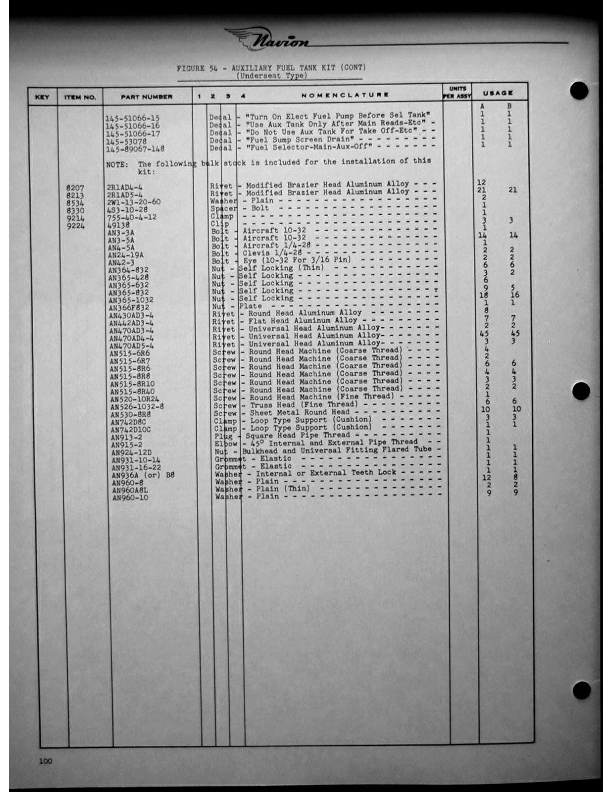 Navion
FIGURE 54 - AUXILIARY FUEL TANK KIT (CONT)
(Underseat Type)
KEY ITEM NO. PART NUMBER 1 2 3 4 NOMENCLATURE UNITS PER ASSY USAGE
A B
145-51066-15 Decal - "Turn On Elect Fuel Pump Before Sel Tank" 1 1
145-51066-16 Decal - "Use Aux Tank Only After Main Reads-Etc" - 1 1
145-51066-17 Decal - "Do Not Use Aux Tank For Take Off-Etc" - - 1 1
145-53078 Decal - "Fuel Sump Screen Drain" - - - - - - - - - 1 1
145-89067-148 Decal - "Fuel Selector-Main-Aux-Off" - - - - - - - 1 1
NOTE: The following bulk stock is included for the installation of this
kit:
8207 2R1AD4-4 Rivet - Modified Brazier Head Aluminum Alloy - - - 12
8213 2R1AD5-4 Rivet - Modified Brazier Head Aluminum Alloy - - - 21 21
8534 2W1-13-20-60 Washer - Plain - - - - - - - - - - - - - - - - 2
8330 4S3-10-28 Spacer - Bolt - - - - - - - - - - - - - - - - 1
9214 755-40-4-12 Clamp - - - - - - - - - - - - - - - - - - - 1
9224 49138 Clip - - - - - - - - - - - - - - - - - - - 3 3
AN3-3A Bolt - Aircraft 10-32 - - - - - - - - - - - - 1
AN3-5A Bolt - Aircraft 10-32 - - - - - - - - - - - - 14 14
AN4-5A Bolt - Aircraft 1/4-28 - - - - - - - - - - - - 1
AN24-19A Bolt - Clevis 1/4-28 - - - - - - - - - - - - 2 2
AN42-3 Bolt - Eye (10-32 For 3/16 Pin) - - - - - - - - 2 2
AN364-832 Nut - Self Locking (Thin) - - - - - - - - - - 6 6
AN365-428 Nut - Self Locking - - - - - - - - - - - - - 3 2
AN365-632 Nut - Self Locking - - - - - - - - - - - - - 6
AN365-832 Nut - Self Locking - - - - - - - - - - - - - 9 5
AN365-1032 Nut - Self Locking - - - - - - - - - - - - - 18 16
AN366F832 Nut - Plate - - - - - - - - - - - - - - - - 1 1
AN430AD3-4 Rivet - Round Head Aluminum Alloy - - - - - - - 8
AN442AD3-4 Rivet - Flat Head Aluminum Alloy - - - - - - - 7 7
AN470AD3-4 Rivet - Universal Head Aluminum Alloy- - - - - - 2 2
AN470AD4-4 Rivet - Universal Head Aluminum Alloy- - - - - - 45 45
AN470AD5-4 Rivet - Universal Head Aluminum Alloy- - - - - - 3 3
AN515-6R6 Screw - Round Head Machine (Coarse Thread) - - - - 4
AN515-6R7 Screw - Round Head Machine (Coarse Thread) - - - - 2
AN515-8R6 Screw - Round Head Machine (Coarse Thread) - - - - 6 6
AN515-8R8 Screw - Round Head Machine (Coarse Thread) - - - - 4 4
AN515-8R10 Screw - Round Head Machine (Coarse Thread) - - - - 3 3
AN515-8R40 Screw - Round Head Machine (Coarse Thread) - - - - 2 2
AN520-10R24 Screw - Round Head Machine (Fine Thread) - - - - - 1
AN526-1032-8 Screw - Truss Head (Fine Thread) - - - - - - - - 6 6
AN530-8R8 Screw - Sheet Metal Round Head - - - - - - - - - 10 10
AN742D8C Clamp - Loop Type Support (Cushion) - - - - - - - 3 3
AN742D10C Clamp - Loop Type Support (Cushion) - - - - - - - 1 1
AN913-2 Plug - Square Head Pipe Thread - - - - - - - - - 1
AN915-2 Elbow - 45° Internal and External Pipe Thread - - 1
AN924-12D Nut - Bulkhead and Universal Fitting Flared Tube - 1 1
AN931-10-14 Grommet - Elastic - - - - - - - - - - - - - - - 1 1
AN931-16-22 Grommet - Elastic - - - - - - - - - - - - - - - 1 1
AN936A (or) B8 Washer - Internal or External Teeth Lock - - - - 1 1
AN960-8 Washer - Plain - - - - - - - - - - - - - - - - 12 8
AN960A8L Washer - Plain (Thin) - - - - - - - - - - - - - 2 2
AN960-10 Washer - Plain - - - - - - - - - - - - - - - - 9 9
100